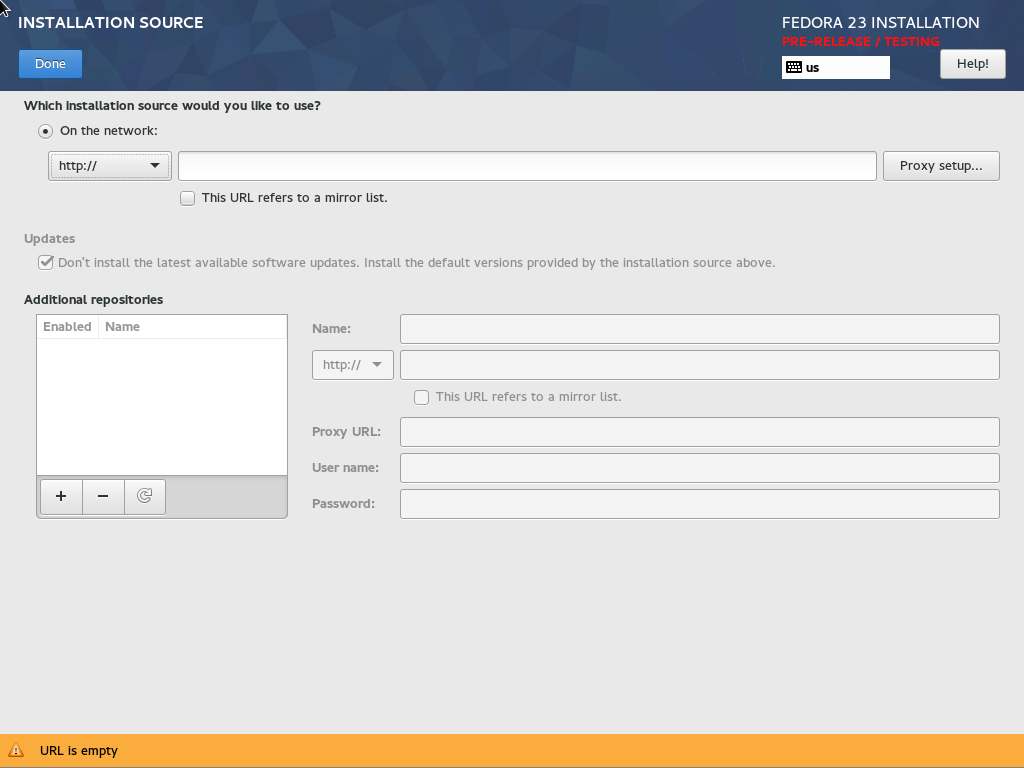 INSTALLATION SOURCE
FEDORA 23 INSTALLATION
PRE-RELEASE / TESTING
Done
us
Help!
Which installation source would you like to use?
On the network:
http://
Proxy setup...
This URL refers to a mirror list.
Updates
Don't install the latest available software updates. Install the default versions provided by the installation source above.
Additional repositories
Enabled Name
Name:
http://
This URL refers to a mirror list.
Proxy URL:
User name:
Password:
URL is empty